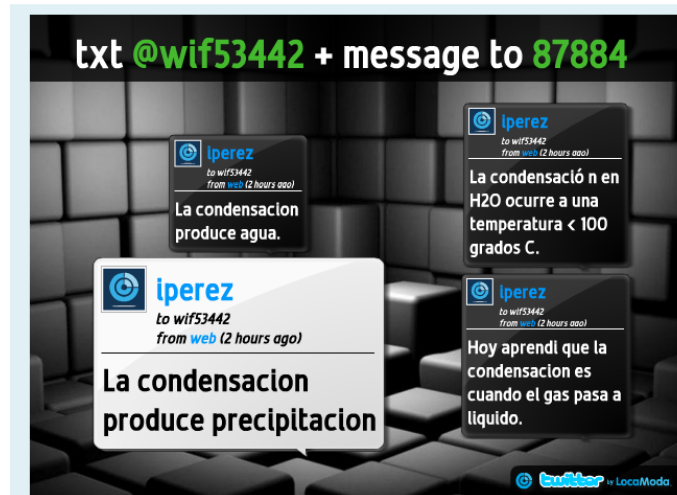 txt @wif53442 + message to 87884
iperez
to wif53442
from web (2 hours ago)
La condensacion
produce agua.
iperez
to wif53442
from web (2 hours ago)
La condensació n en
H2O ocurre a una
temperatura < 100
grados C.
iperez
to wif53442
from web (2 hours ago)
La condensacion
produce precipitacion
iperez
to wif53442
from web (2 hours ago)
Hoy aprendi que la
condensacion es
cuando el gas pasa a
liquido.
twitter by LocaModa